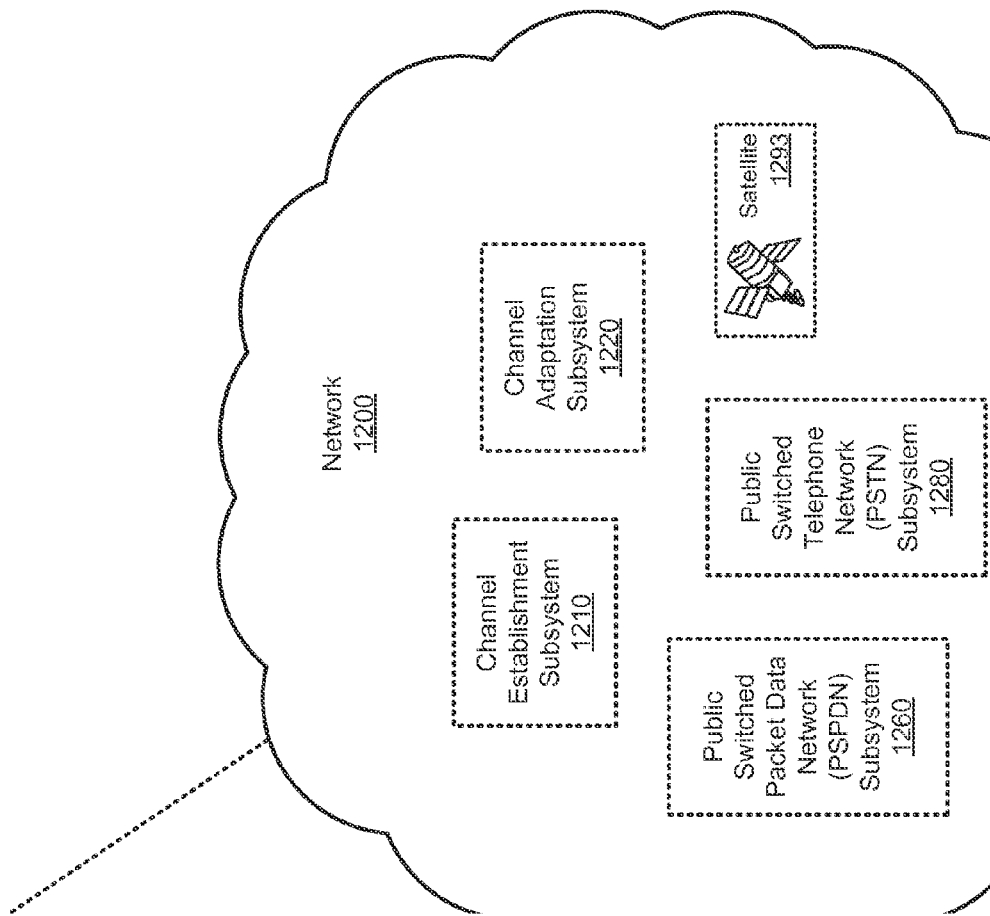 Network
1200
Channel
Establishment
Subsystem
1210
Channel
Adaptation
Subsystem
1220
Public
Switched
Packet Data
Network
(PSPDN)
Subsystem
1260
Public
Switched
Telephone
Network
(PSTN)
Subsystem
1280
Satellite
1293